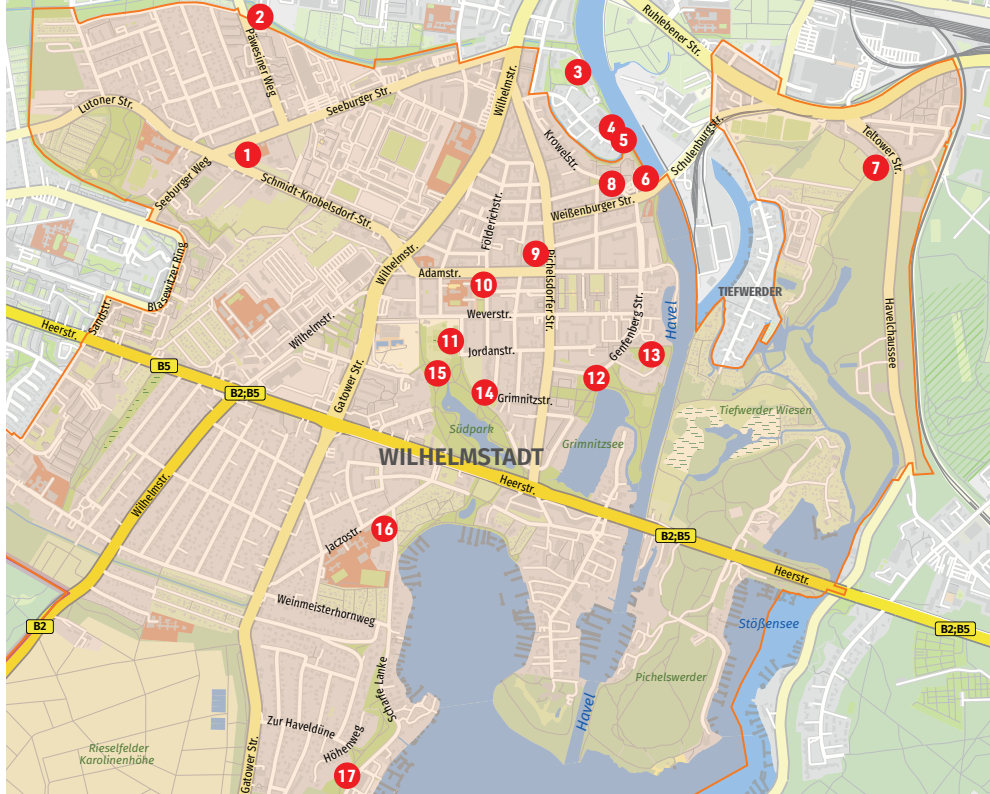 2
Ruhlebener Str.
Päwesiner Weg
Wilhelmstr.
3
Lutoner Str.
Seeburger Str.
4
5
Krowelstr.
Schulenburgstr.
Teltower Str.
1
7
Seeburger Weg
Schmidt-Knobelsdorf-Str.
8
6
Weißenburger Str.
Földerichstr.
Blasewitzer Ring
Wilhelmstr.
9
Pichelsdorfer Str.
Adamstr.
10
TIEFWERDER
Sandstr.
Heerstr.
Wilhelmstr.
Weverstr.
Genfenberg Str.
Havel
Havelchaussee
11
Jordanstr.
13
B5
15
12
B2;B5
Gatower Str.
14
Grimnitzstr.
Tiefwerder Wiesen
Südpark
Grimnitzsee
WILHELMSTADT
Heerstr.
Wilhelmstr.
16
Jaczostr.
B2;B5
Heerstr.
Weinmeisterhornweg
B2
Stößensee
B2;B5
Scharfe Lanke
Pichelswerder
Havel
Zur Haveldüne
Höhenweg
Gatower Str.
Rieselfelder
Karolinenhöhe
17